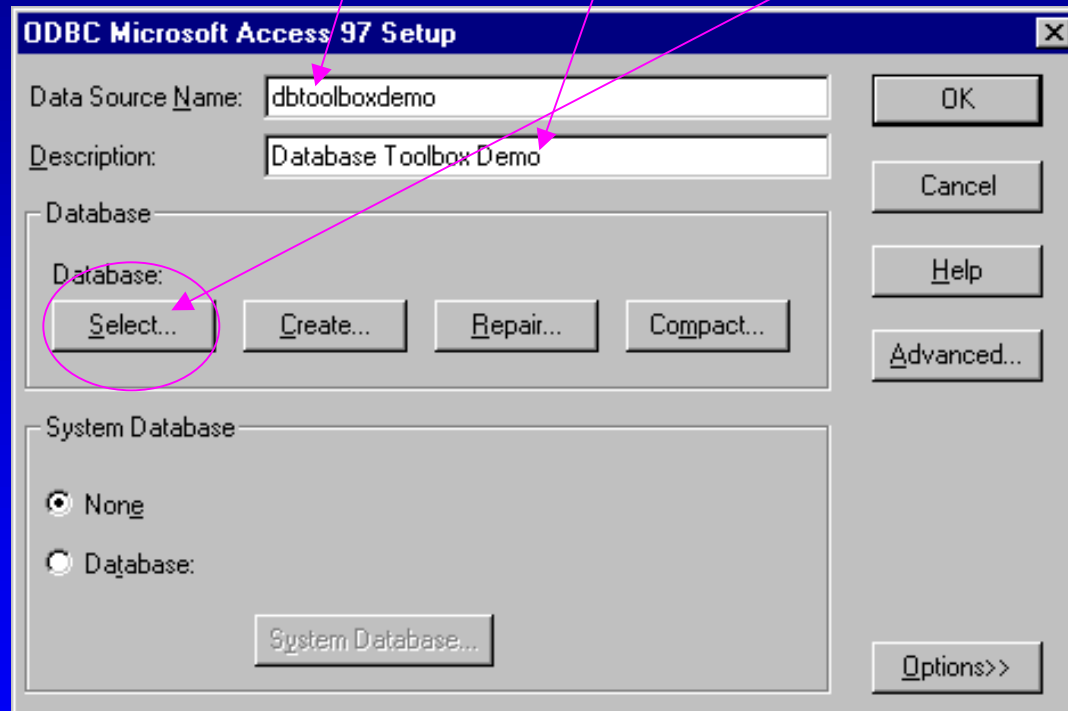 ODBC Microsoft Access 97 Setup
Data Source Name: dbtoolboxdemo
OK
Description: Database Toolbox Demo
Cancel
Database
Database:
Help
Select... Create... Repair... Compact...
Advanced...
System Database
None
Database:
System Database...
Options>>